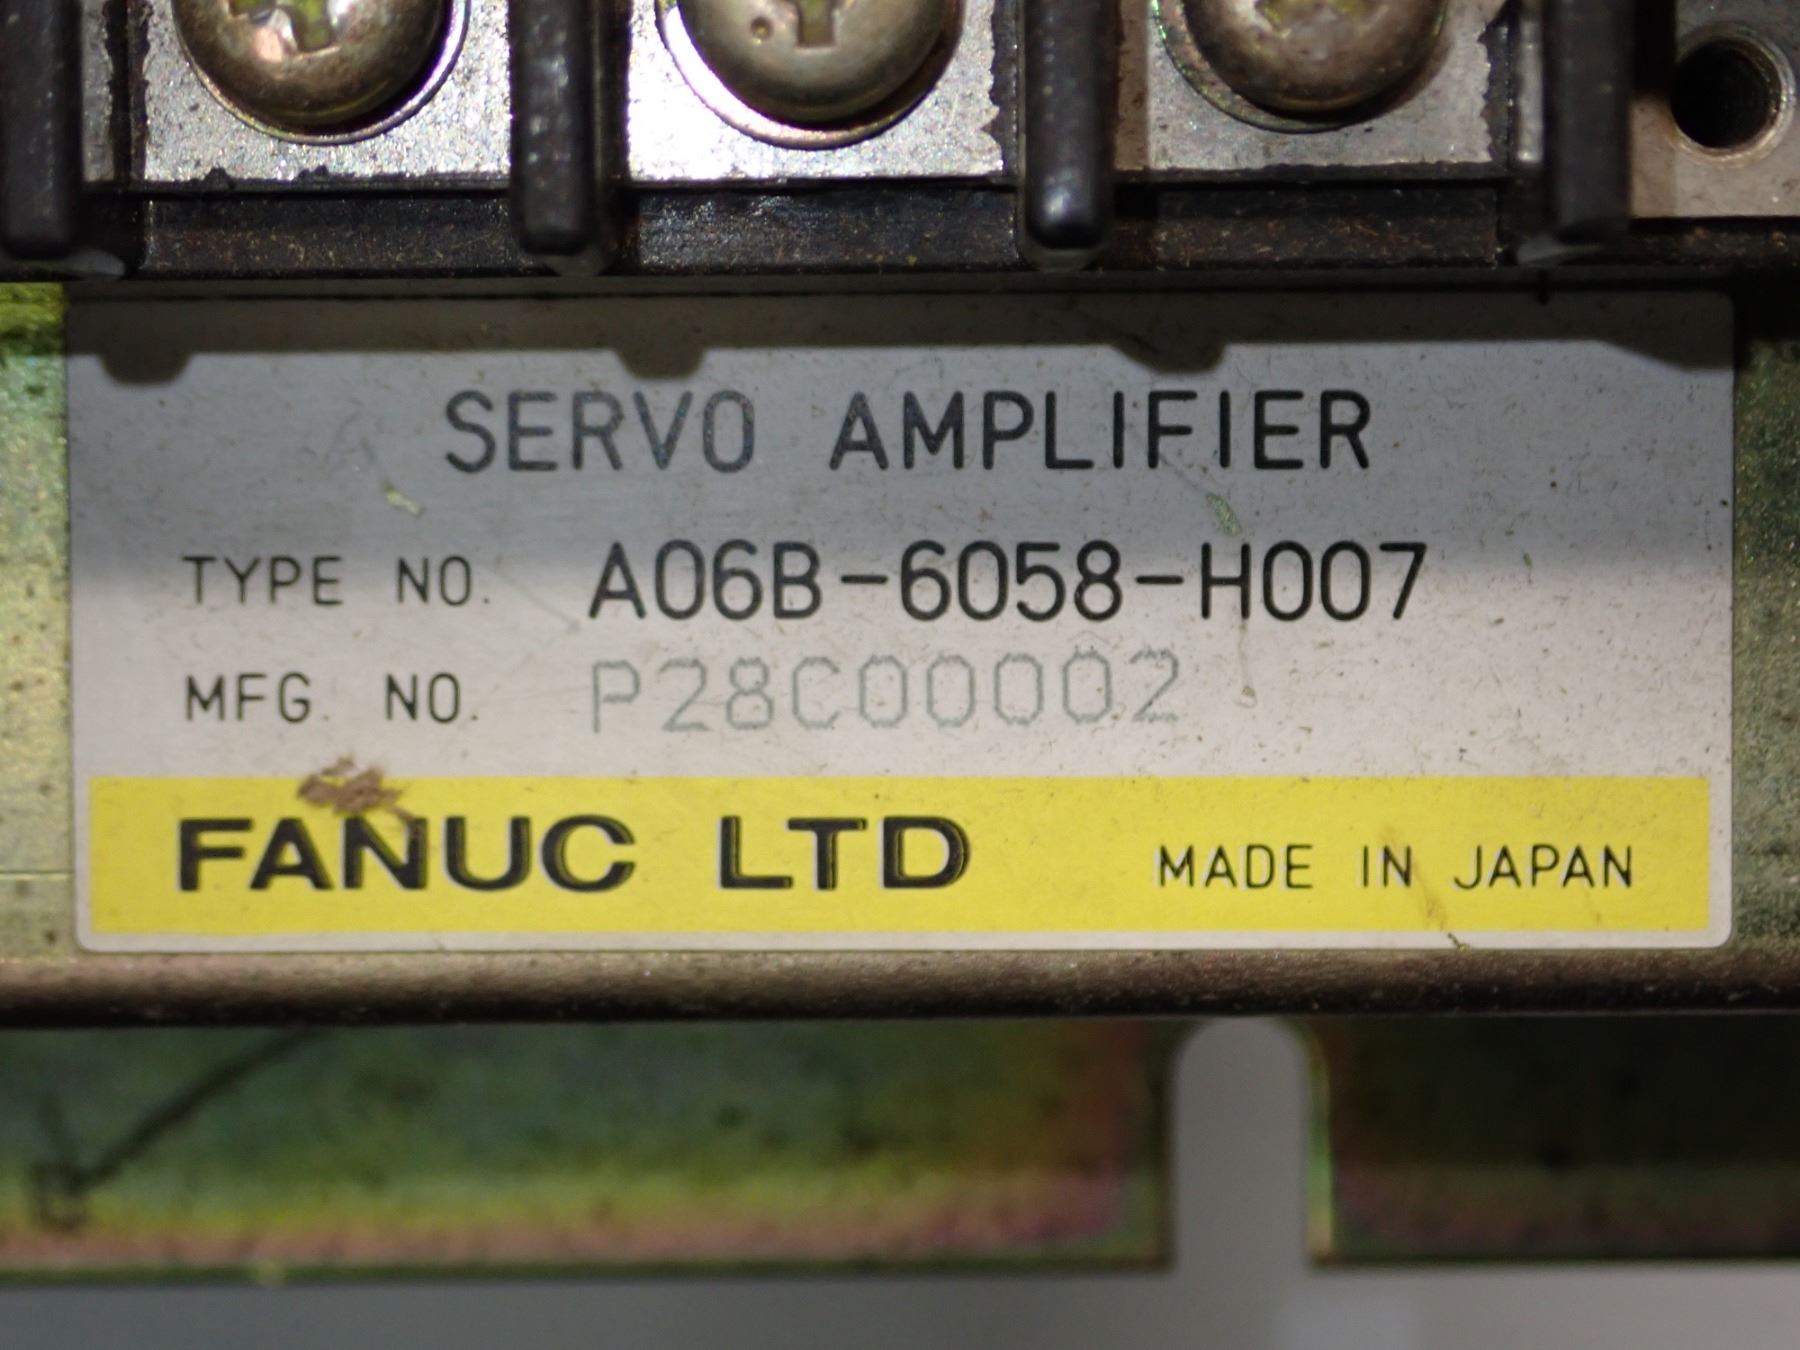 SERVO AMPLIFIER
TYPE NO. A06B-6058-H007
MFG. NO. P28C00002
FANUC LTD MADE IN JAPAN